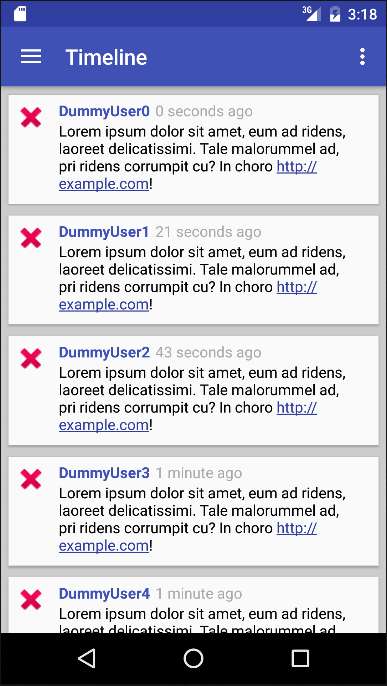 3G 3:18
Timeline
DummyUser0 0 seconds ago
Lorem ipsum dolor sit amet, eum ad ridens,
laoreet delicatissimi. Tale malorummel ad,
pri ridens corrumpit cu? In choro http://
example.com!
DummyUser1 21 seconds ago
Lorem ipsum dolor sit amet, eum ad ridens,
laoreet delicatissimi. Tale malorummel ad,
pri ridens corrumpit cu? In choro http://
example.com!
DummyUser2 43 seconds ago
Lorem ipsum dolor sit amet, eum ad ridens,
laoreet delicatissimi. Tale malorummel ad,
pri ridens corrumpit cu? In choro http://
example.com!
DummyUser3 1 minute ago
Lorem ipsum dolor sit amet, eum ad ridens,
laoreet delicatissimi. Tale malorummel ad,
pri ridens corrumpit cu? In choro http://
example.com!
DummyUser4 1 minute ago
Lorem ipsum dolor sit amet, eum ad ridens,
laoreet delicatissimi. Tale malorummel ad,